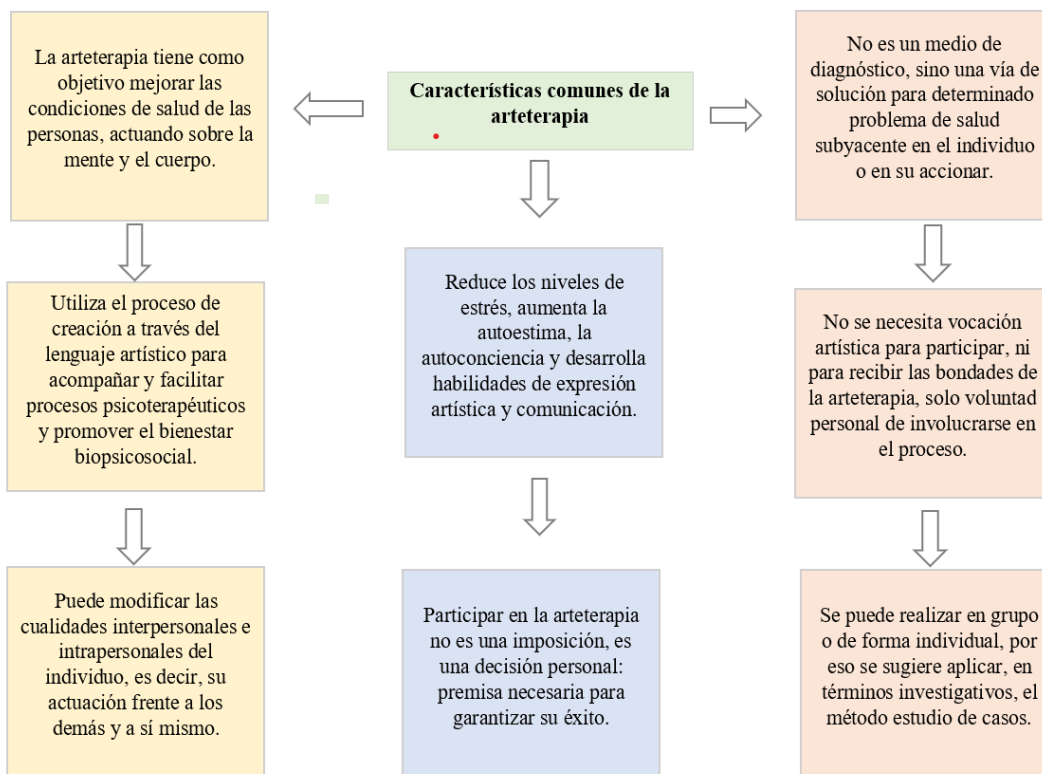 Características comunes de la
arteterapia
La arteterapia tiene como
objetivo mejorar las
condiciones de salud de las
personas, actuando sobre la
mente y el cuerpo.
Utiliza el proceso de
creación a través del
lenguaje artístico para
acompañar y facilitar
procesos psicoterapéuticos
y promover el bienestar
biopsicosocial.
Puede modificar las
cualidades interpersonales e
intrapersonales del
individuo, es decir, su
actuación frente a los
demás y a sí mismo.
Reduce los niveles de
estrés, aumenta la
autoestima, la
autoconciencia y desarrolla
habilidades de expresión
artística y comunicación.
Participar en la arteterapia
no es una imposición, es
una decisión personal:
premisa necesaria para
garantizar su éxito.
No es un medio de
diagnóstico, sino una vía de
solución para determinado
problema de salud
subyacente en el individuo
o en su accionar.
No se necesita vocación
artística para participar, ni
para recibir las bondades de
la arteterapia, solo voluntad
personal de involucrarse en
el proceso.
Se puede realizar en grupo
o de forma individual, por
eso se sugiere aplicar, en
términos investigativos, el
método estudio de casos.